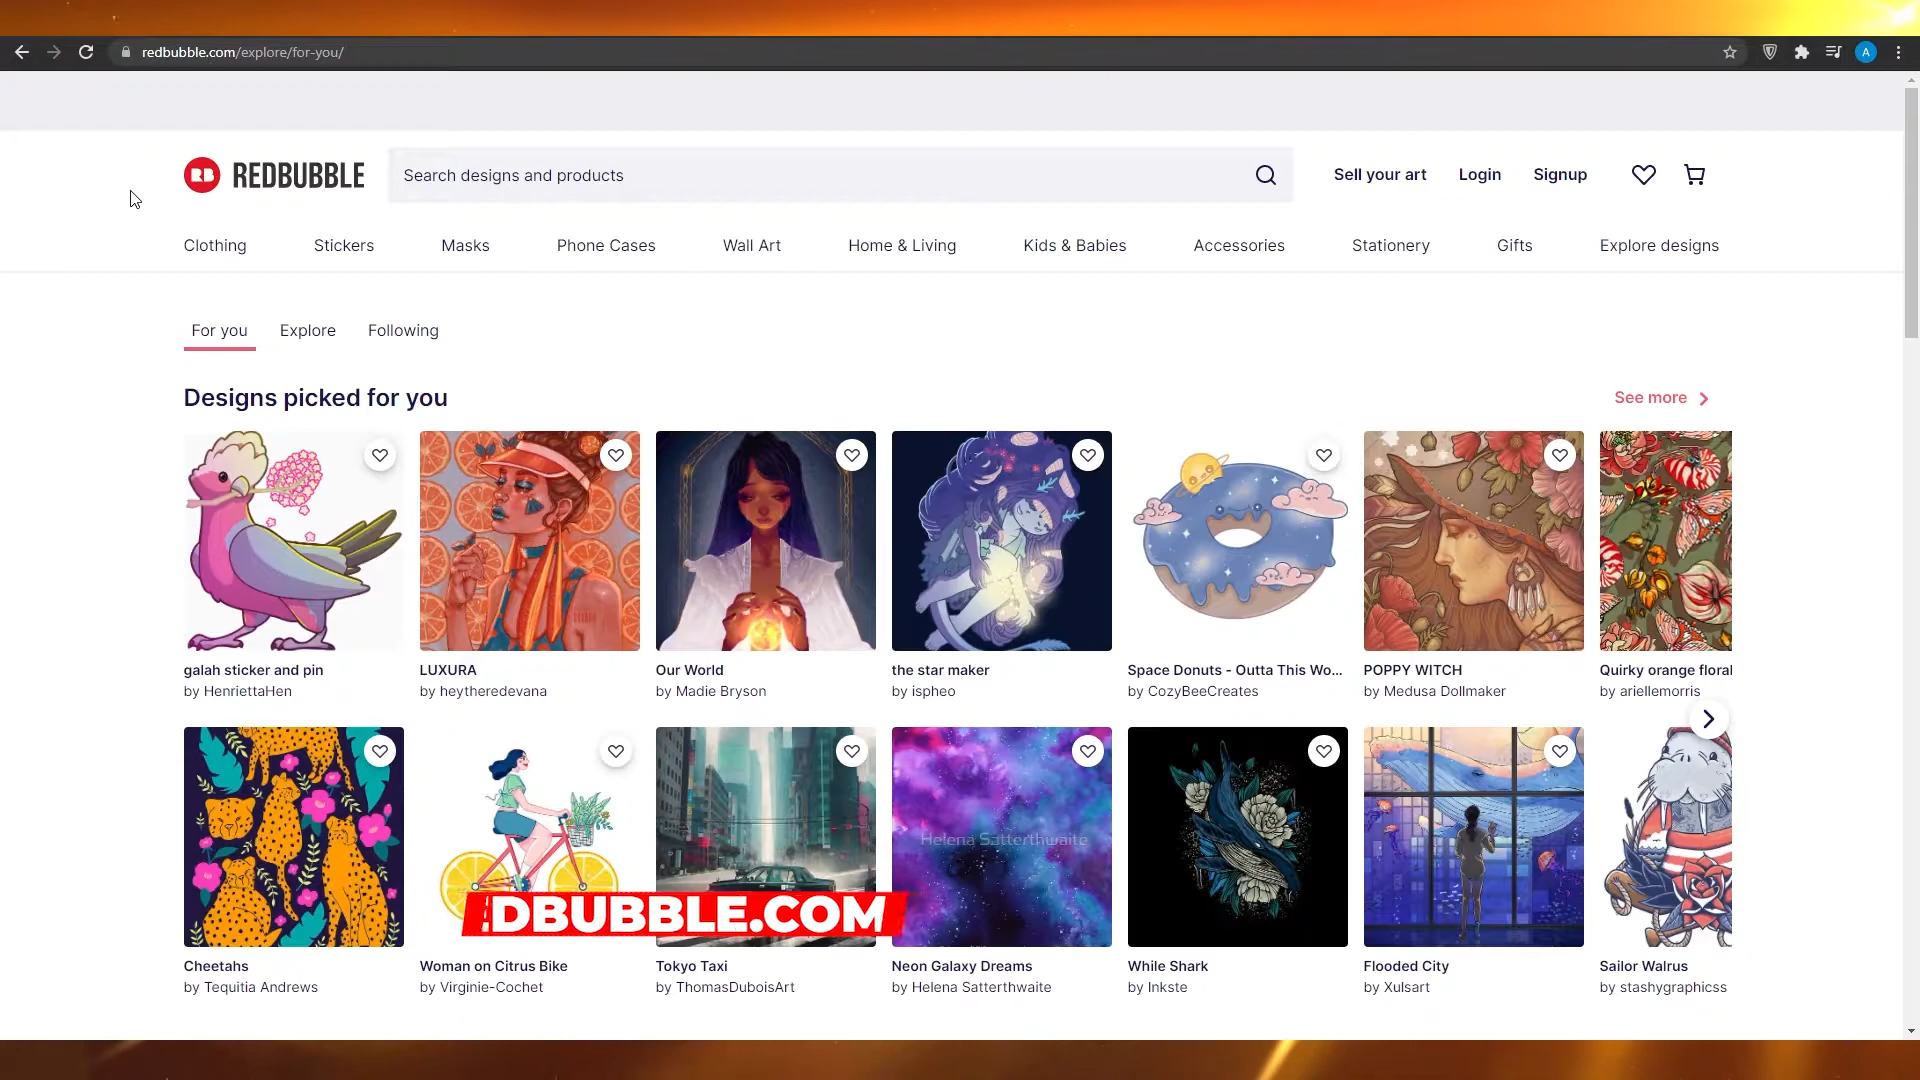 redbubble.com/explore/for-you/
A
RB REDBUBBLE
Search designs and products
Sell your art
Login
Signup
Clothing
Stickers
Masks
Phone Cases
Wall Art
Home & Living
Kids & Babies
Accessories
Stationery
Gifts
Explore designs
For you
Explore
Following
Designs picked for you
See more
galah sticker and pin
by HenriettaHen
LUXURA
by heytheredevana
Our World
by Madie Bryson
the star maker
by ispheo
Space Donuts - Outta This Wo...
by CozyBeeCreates
POPPY WITCH
by Medusa Dollmaker
Quirky orange floral
by ariellemorris
Helena Satterthwaite
DBUBBLE.COM
Cheetahs
by Tequitia Andrews
Woman on Citrus Bike
by Virginie-Cochet
Tokyo Taxi
by ThomasDuboisArt
Neon Galaxy Dreams
by Helena Satterthwaite
While Shark
by Inkste
Flooded City
by Xulsart
Sailor Walrus
by stashygraphicss